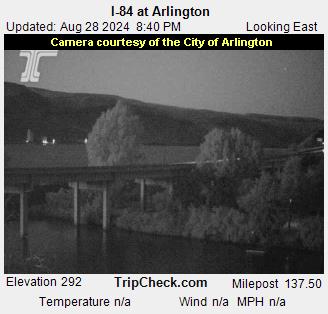 I-84 at Arlington
Updated: Aug 28 2024 8:40 PM Looking East
Camera courtesy of the City of Arlington
Elevation 292 TripCheck.com Milepost 137.50
Temperature n/a Wind n/a MPH n/a